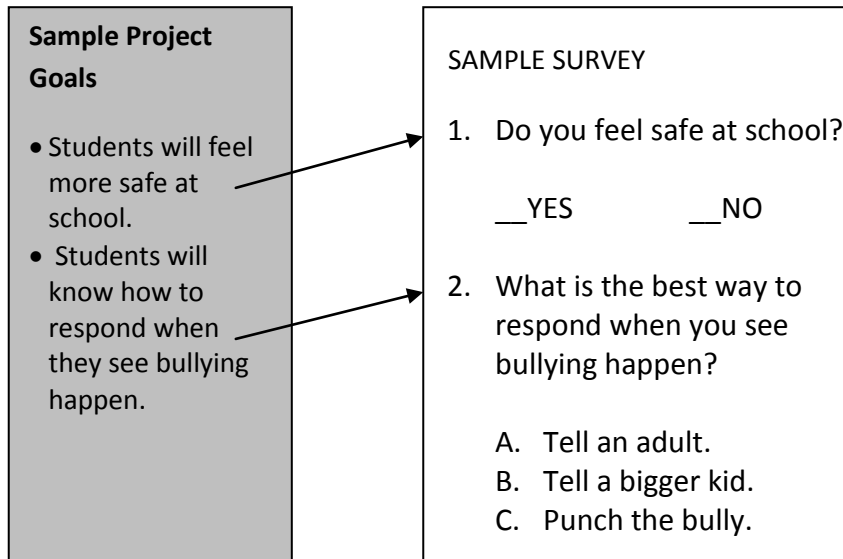 Sample Project
Goals
• Students will feel
more safe at
school.
• Students will
know how to
respond when
they see bullying
happen.
SAMPLE SURVEY
1. Do you feel safe at school?
__YES __NO
2. What is the best way to
respond when you see
bullying happen?
A. Tell an adult.
B. Tell a bigger kid.
C. Punch the bully.